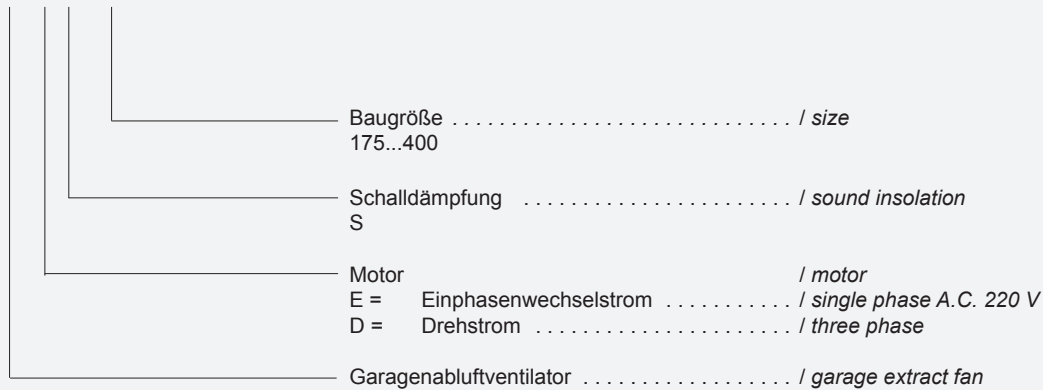 Baugröße . . . . . . . . . . . . . . . . . . . . . . . . . . . . . / size
175...400
Schalldämpfung . . . . . . . . . . . . . . . . . . . . . . . / sound insolation
S
Motor / motor
E = Einphasenwechselstrom . . . . . . . . . . . / single phase A.C. 220 V
D = Drehstrom . . . . . . . . . . . . . . . . . . . . . . / three phase
Garagenabluftventilator . . . . . . . . . . . . . . . . . . / garage extract fan